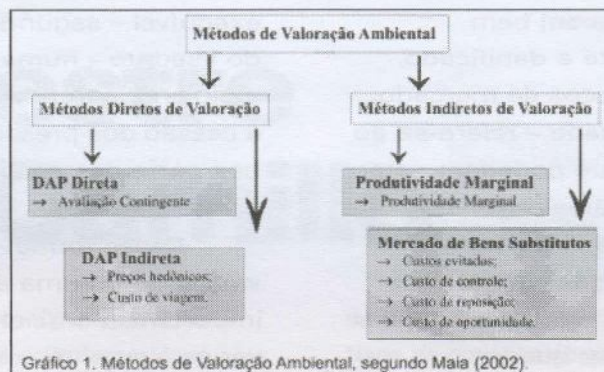 Métodos de Valoração Ambiental
Métodos Diretos de Valoração
Métodos Indiretos de Valoração
DAP Direta
→ Avaliação Contingente
Produtividade Marginal
→ Produtividade Marginal
DAP Indireta
→ Preços hedônicos;
→ Custo de viagem.
Mercado de Bens Substitutos
→ Custos evitados;
→ Custo de controle;
→ Custo de reposição;
→ Custo de oportunidade.
Gráfico 1. Métodos de Valoração Ambiental, segundo Maia (2002).